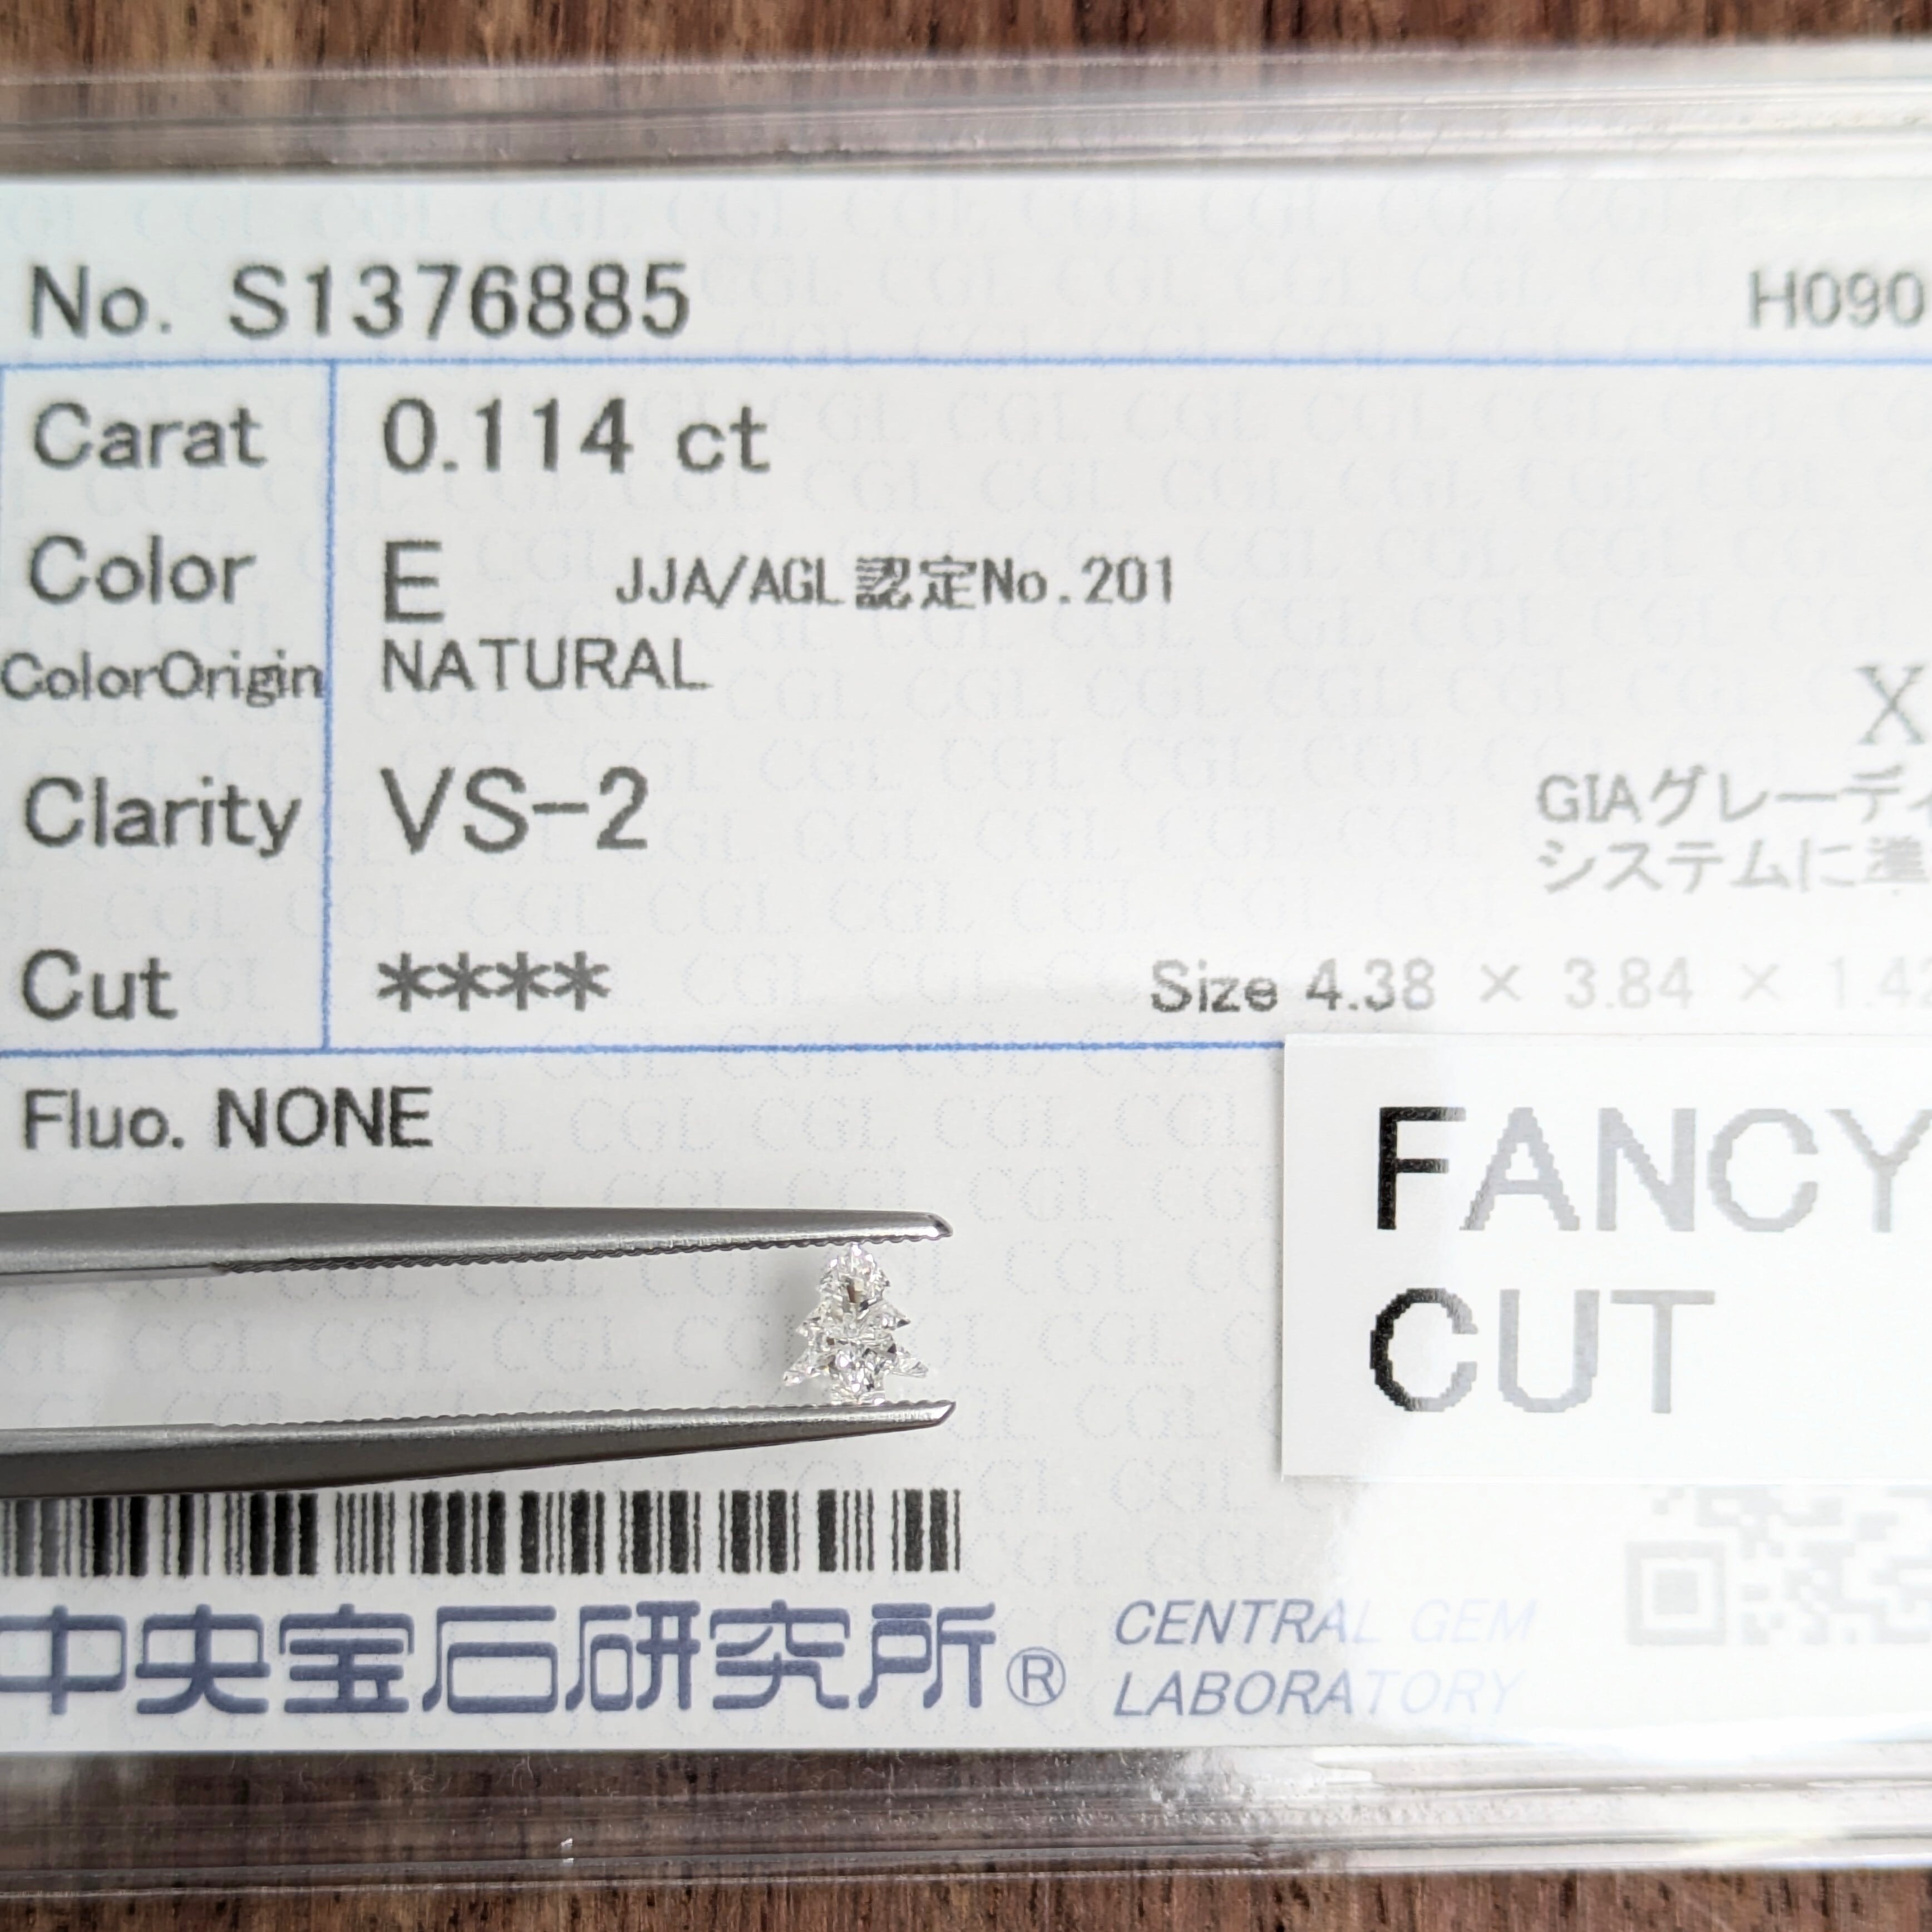 No. S1376885 H090
Carat 0.114 ct
Color E JJA/AGL認定No.201
ColorOrigin NATURAL
X
Clarity VS-2
GIAグレーディ
システムに準
Cut **** Size 4.38 × 3.84 × 1.42
Fluo. NONE
FANCY
CUT
中央宝石研究所® CENTRAL GEM
LABORATORY